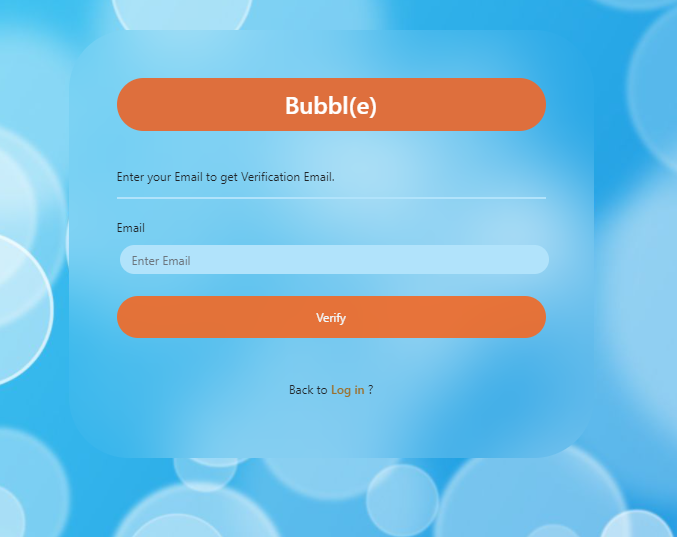 Bubbl(e)
Enter your Email to get Verification Email.
Email
Enter Email
Verify
Back to Log in ?